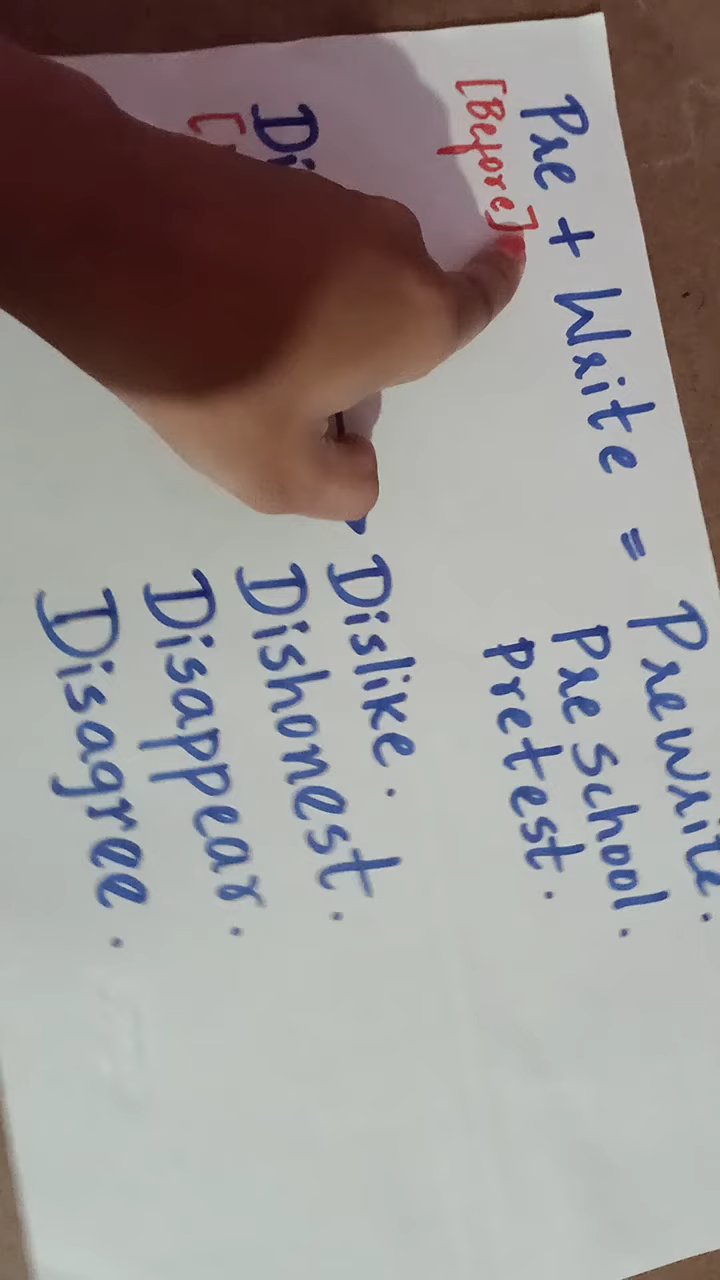 Pre + Write = Prewrite.
[Before] Preschool.
Pretest.
Dislike.
Dishonest.
Disappear.
Disagree.